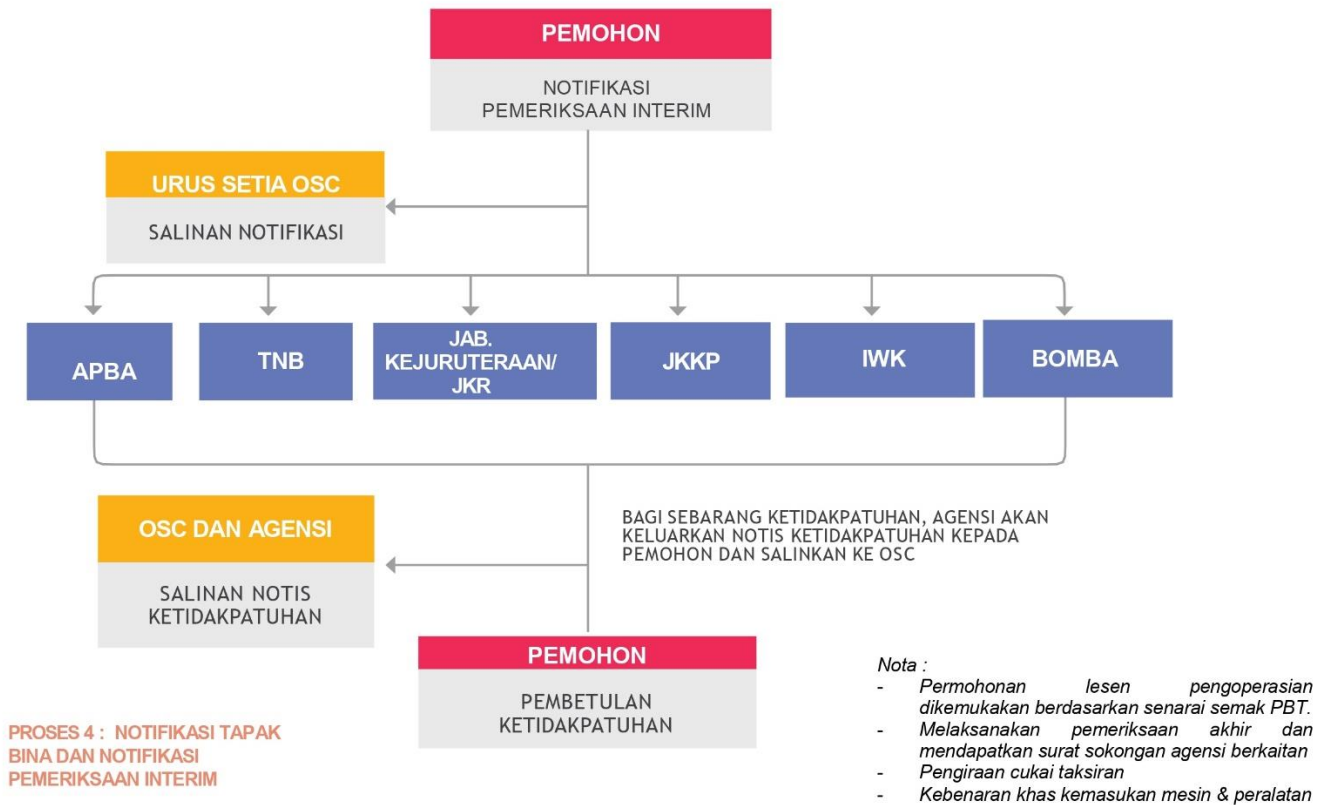 PEMOHON
NOTIFIKASI
PEMERIKSAAN INTERIM
URUS SETIA OSC
SALINAN NOTIFIKASI
APBA
TNB
JAB.
KEJURUTERAAN/
JKR
JKKP
IWK
BOMBA
OSC DAN AGENSI
SALINAN NOTIS
KETIDAKPATUHAN
BAGI SEBARANG KETIDAKPATUHAN, AGENSI AKAN
KELUARKAN NOTIS KETIDAKPATUHAN KEPADA
PEMOHON DAN SALINKAN KE OSC
PEMOHON
PEMBETULAN
KETIDAKPATUHAN
PROSES 4 : NOTIFIKASI TAPAK
BINA DAN NOTIFIKASI
PEMERIKSAAN INTERIM
Nota :
- Permohonan lesen pengoperasian
dikemukakan berdasarkan senarai semak PBT.
- Melaksanakan pemeriksaan akhir dan
mendapatkan surat sokongan agensi berkaitan
- Pengiraan cukai taksiran
- Kebenaran khas kemasukan mesin & peralatan